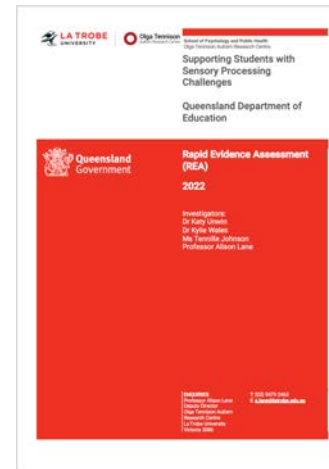 LA TROBE
UNIVERSITY
Olga Tennison
Autism Research Centre
School of Psychology and Public Health
Olga Tennison Autism Research Centre
Supporting Students with
Sensory Processing
Challenges
Queensland Department of
Education
Queensland
Government
Rapid Evidence Assessment
(REA)
2022
Investigators:
Dr Katy Unwin
Dr Kylie Wales
Ms Tennille Johnson
Professor Alison Lane
ENQUIRIES
Professor Alison Lane
Deputy Director
Olga Tennison Autism
Research Centre
La Trobe University
Victoria 3086